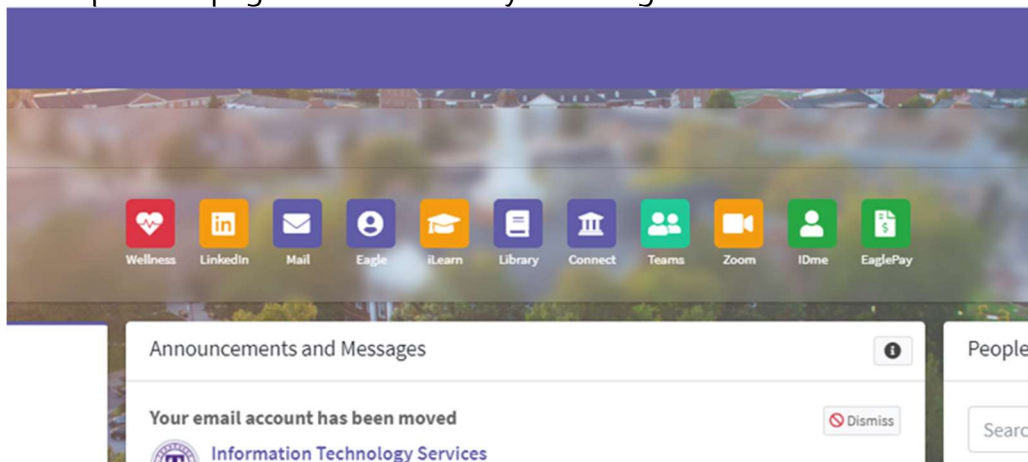 Wellness LinkedIn Mail Eagle iLearn Library Connect Teams Zoom IDme EaglePay
Announcements and Messages
People
Your email account has been moved
Dismiss
Searc
Information Technology Services